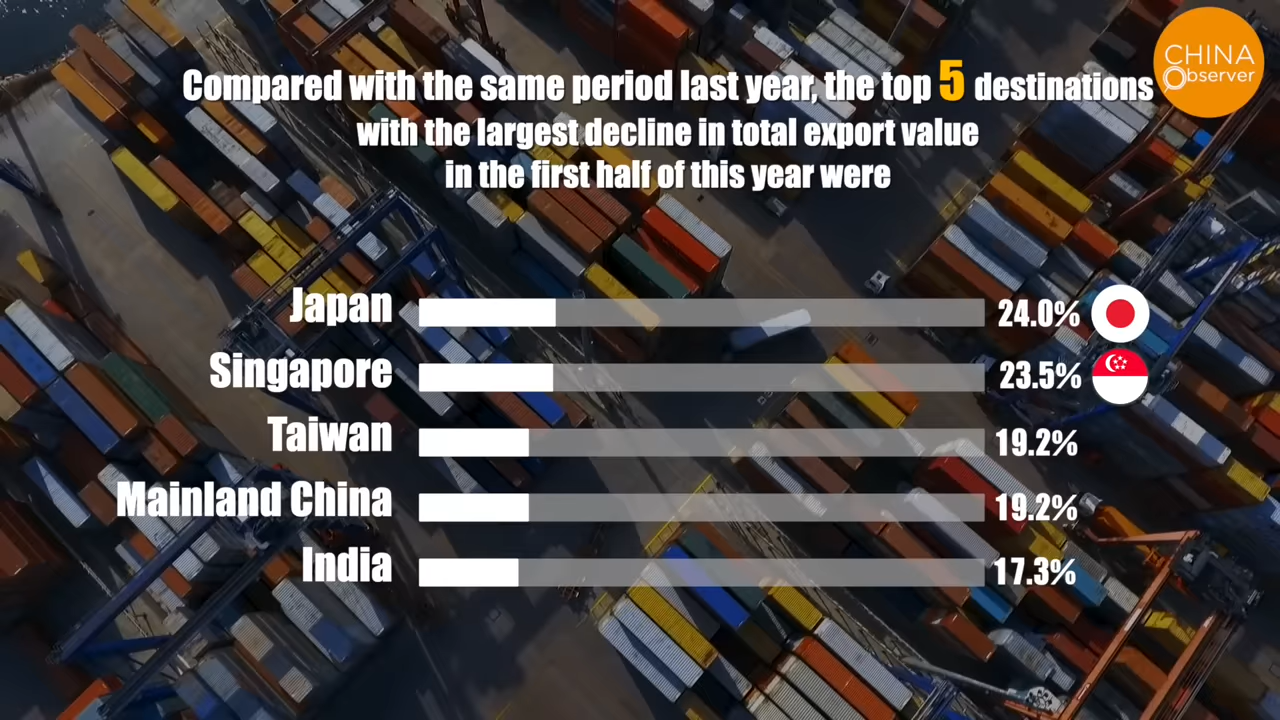 Compared with the same period last year, the top 5 destinations
with the largest decline in total export value
in the first half of this year were
CHINA
Observer
Japan 24.0%
Singapore 23.5%
Taiwan 19.2%
Mainland China 19.2%
India 17.3%